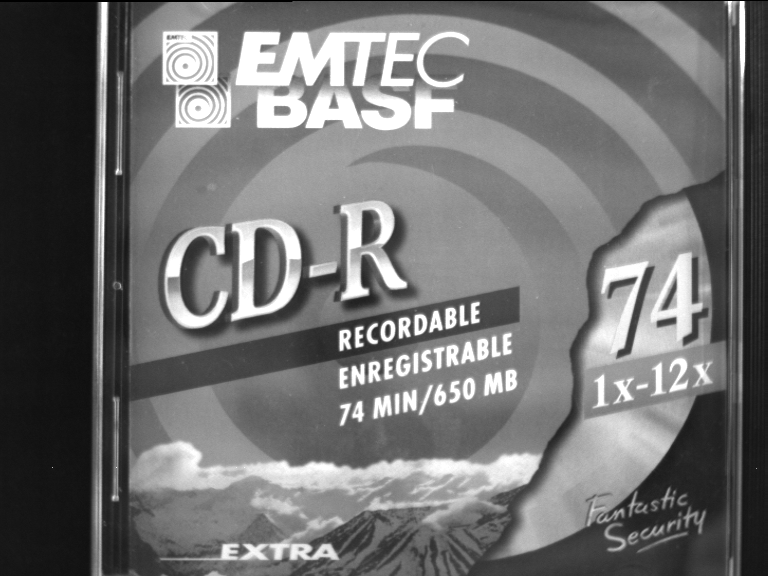 EMTEC
EMTEC
BASF
CD-R
RECORDABLE
ENREGISTRABLE
74 MIN/650 MB
74
1x-12x
Fantastic
Security
EXTRA